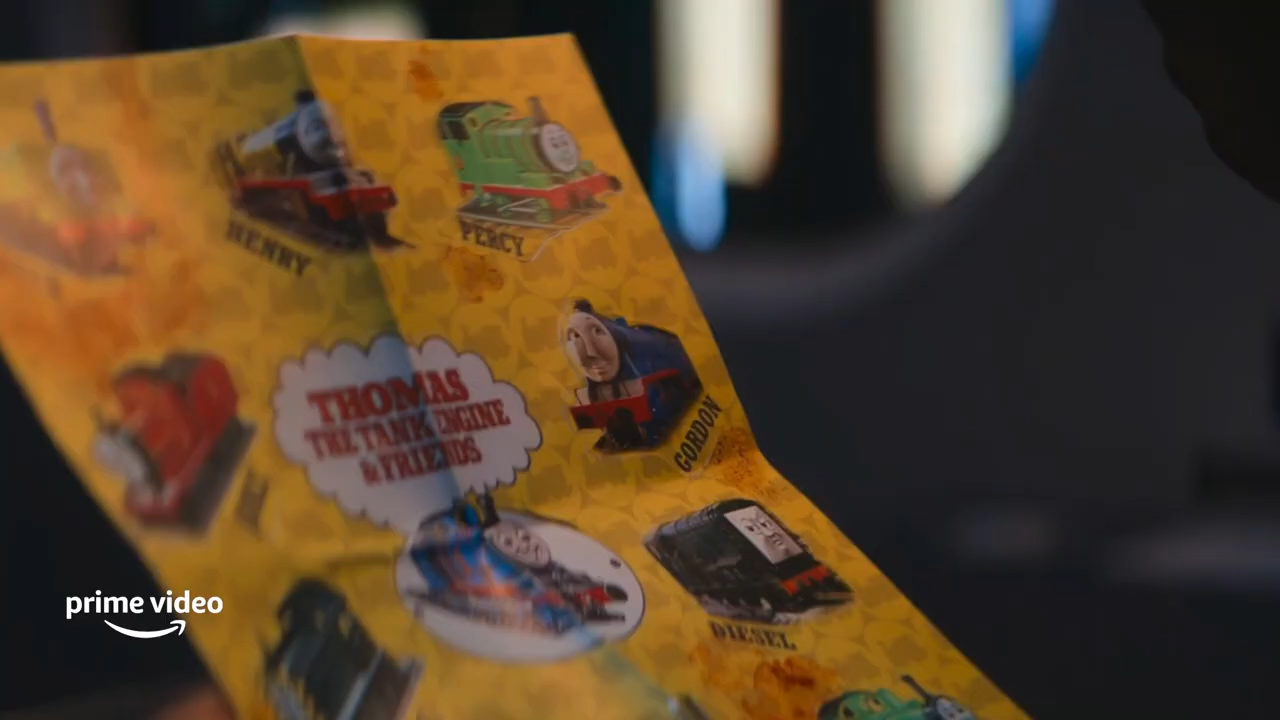 HENRY
PERCY
THOMAS
THE TANK ENGINE
& FRIENDS
GORDON
DIESEL
prime video